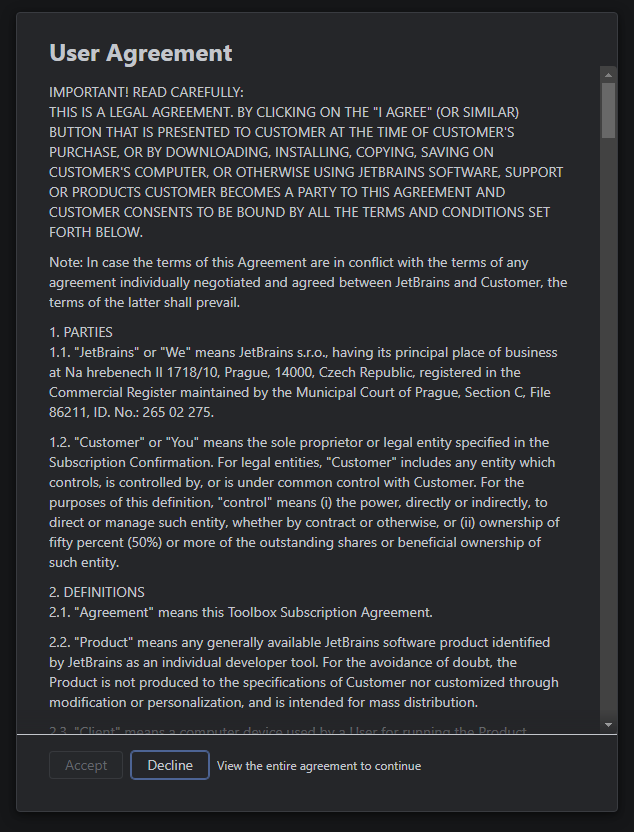 User Agreement
IMPORTANT! READ CAREFULLY:
THIS IS A LEGAL AGREEMENT. BY CLICKING ON THE "I AGREE" (OR SIMILAR)
BUTTON THAT IS PRESENTED TO CUSTOMER AT THE TIME OF CUSTOMER'S
PURCHASE, OR BY DOWNLOADING, INSTALLING, COPYING, SAVING ON
CUSTOMER'S COMPUTER, OR OTHERWISE USING JETBRAINS SOFTWARE, SUPPORT
OR PRODUCTS CUSTOMER BECOMES A PARTY TO THIS AGREEMENT AND
CUSTOMER CONSENTS TO BE BOUND BY ALL THE TERMS AND CONDITIONS SET
FORTH BELOW.
Note: In case the terms of this Agreement are in conflict with the terms of any
agreement individually negotiated and agreed between JetBrains and Customer, the
terms of the latter shall prevail.
1. PARTIES
1.1. "JetBrains" or "We" means JetBrains s.r.o., having its principal place of business
at Na hrebenech II 1718/10, Prague, 14000, Czech Republic, registered in the
Commercial Register maintained by the Municipal Court of Prague, Section C, File
86211, ID. No.: 265 02 275.
1.2. "Customer" or "You" means the sole proprietor or legal entity specified in the
Subscription Confirmation. For legal entities, "Customer" includes any entity which
controls, is controlled by, or is under common control with Customer. For the
purposes of this definition, "control" means (i) the power, directly or indirectly, to
direct or manage such entity, whether by contract or otherwise, or (ii) ownership of
fifty percent (50%) or more of the outstanding shares or beneficial ownership of
such entity.
2. DEFINITIONS
2.1. "Agreement" means this Toolbox Subscription Agreement.
2.2. "Product" means any generally available JetBrains software product identified
by JetBrains as an individual developer tool. For the avoidance of doubt, the
Product is not produced to the specifications of Customer nor customized through
modification or personalization, and is intended for mass distribution.
2.3. "Client" means a computer device used by a User for running the Product.
Accept
Decline
View the entire agreement to continue